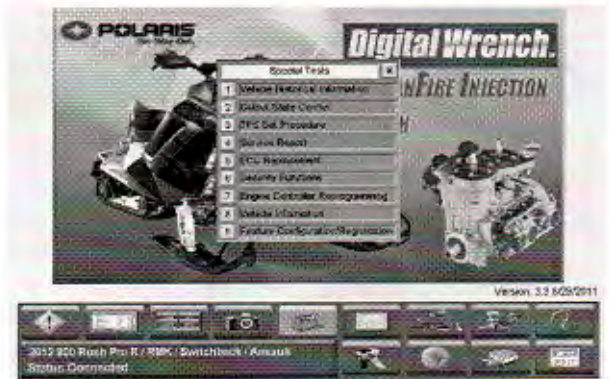 POLARIS
Digital Wrench.
Special Tests
NFIRE INJECTION
1 Vehicle Historical Information
2 Output State Control
3 TPS Set Procedure
4 Service Report
5 ECU Replacement
6 Security Functions
7 Engine Controller Reprogramming
8 Vehicle Information
9 Feature Configuration/Registration
Version: 3.2 6/29/2011
2012 800 Rush Pro R / RMK / Switchback / Assault
Status: Connected